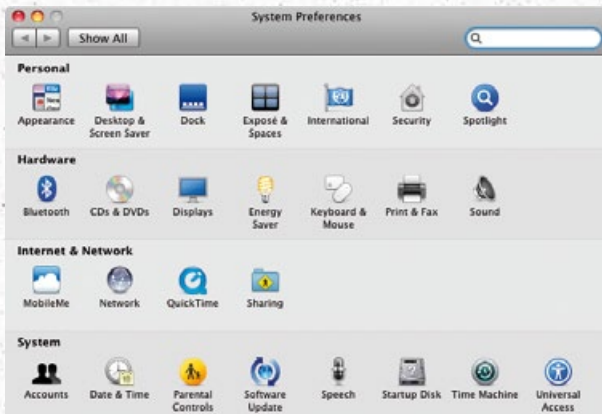 System Preferences
Show All
Personal
Appearance Desktop & Screen Saver Dock Exposé & Spaces International Security Spotlight
Hardware
Bluetooth CDs & DVDs Displays Energy Saver Keyboard & Mouse Print & Fax Sound
Internet & Network
MobileMe Network QuickTime Sharing
System
Accounts Date & Time Parental Controls Software Update Speech Startup Disk Time Machine Universal Access